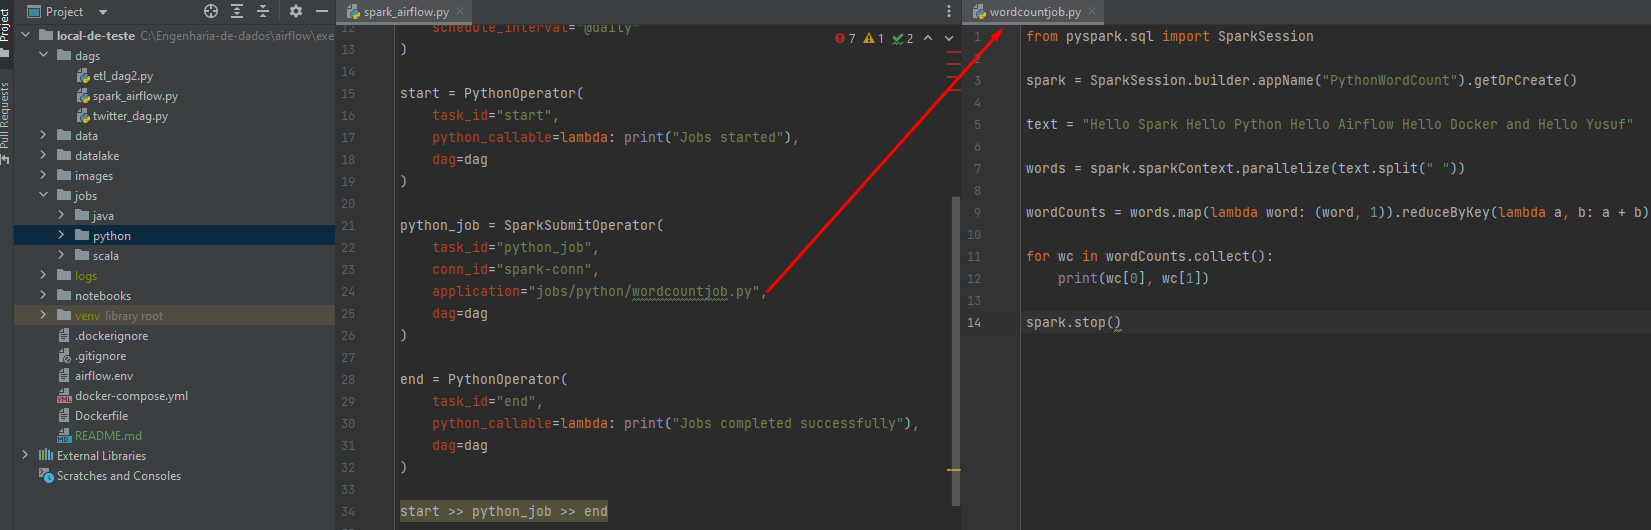 Project
Pull Requests
Project
local-de-teste C:\Engenharia-de-dados\airflow\exe
dags
etl_dag2.py
spark_airflow.py
twitter_dag.py
data
datalake
images
jobs
java
python
scala
logs
notebooks
venv library root
.dockerignore
.gitignore
airflow.env
docker-compose.yml
Dockerfile
README.md
External Libraries
Scratches and Consoles
spark_airflow.py
7 1 2
12 schedule_interval="@daily"
13 )
14
15 start = PythonOperator(
16 task_id="start",
17 python_callable=lambda: print("Jobs started"),
18 dag=dag
19 )
20
21 python_job = SparkSubmitOperator(
22 task_id="python_job",
23 conn_id="spark-conn",
24 application="jobs/python/wordcountjob.py",
25 dag=dag
26 )
27
28 end = PythonOperator(
29 task_id="end",
30 python_callable=lambda: print("Jobs completed successfully"),
31 dag=dag
32 )
33
34 start >> python_job >> end
wordcountjob.py
1 from pyspark.sql import SparkSession
2
3 spark = SparkSession.builder.appName("PythonWordCount").getOrCreate()
4
5 text = "Hello Spark Hello Python Hello Airflow Hello Docker and Hello Yusuf"
6
7 words = spark.sparkContext.parallelize(text.split(" "))
8
9 wordCounts = words.map(lambda word: (word, 1)).reduceByKey(lambda a, b: a + b)
10
11 for wc in wordCounts.collect():
12 print(wc[0], wc[1])
13
14 spark.stop()